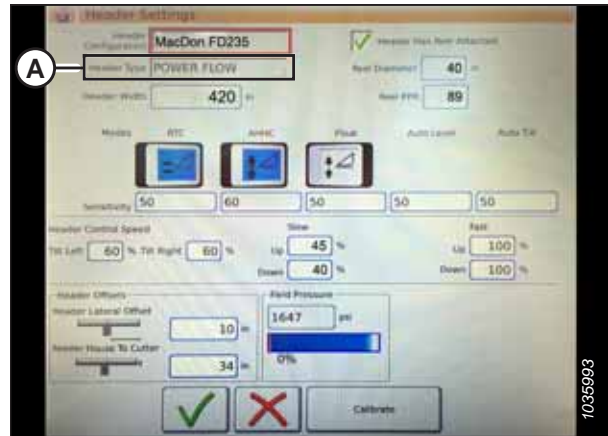 Header Settings
Header Configuration MacDon FD235
Header Has Reel Attached
A
Header Type POWER FLOW
Reel Diameter 40 in
Header Width 420 in
Reel PPR 89
Modes RTC AHHC Float Auto Level Auto Tilt
Sensitivity 50 60 50 50 50
Header Control Speed
Slow Fast
Tilt Left 60 % Tilt Right 60 % Up 45 % Up 100 %
Down 40 % Down 100 %
Header Offsets Field Pressure
Header Lateral Offset
1647 psi
10 in
Feeder House To Cutter
0%
34 in
Calibrate
1035993